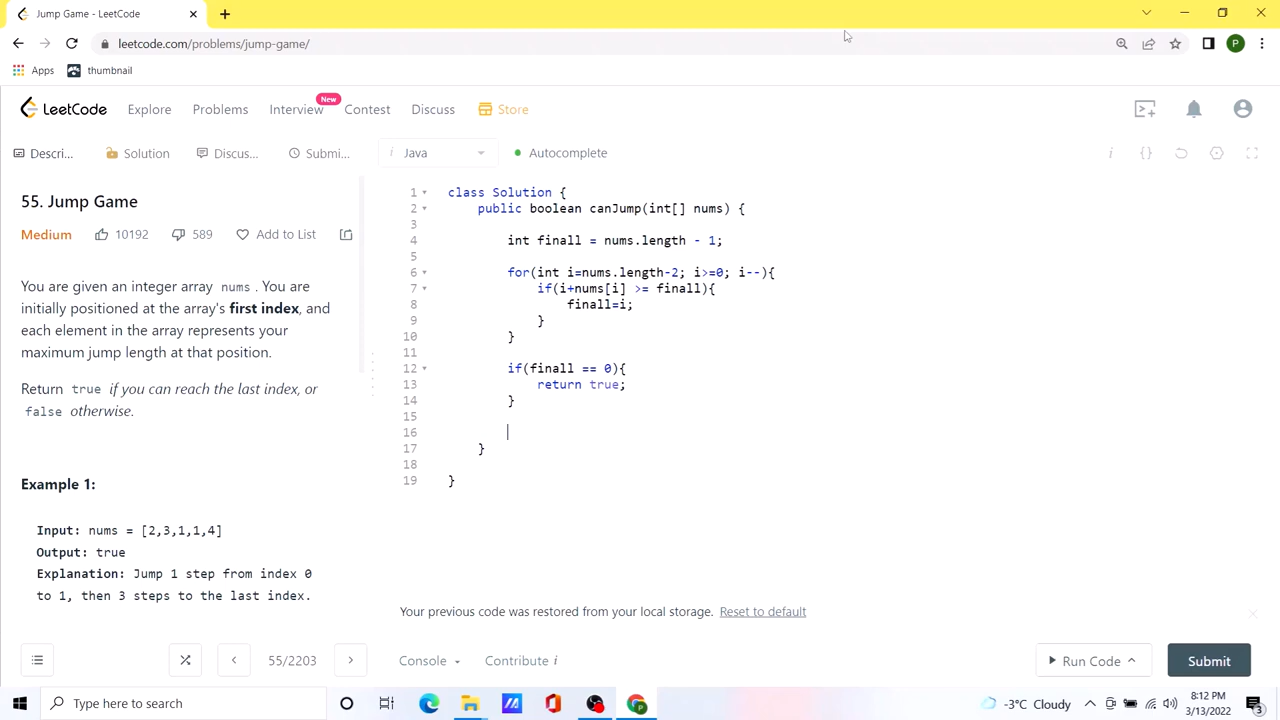 Jump Game - LeetCode
leetcode.com/problems/jump-game/
P
Apps
thumbnail
LeetCode
Explore
Problems
Interview
New
Contest
Discuss
Store
Descri...
Solution
Discus...
Submi...
i Java
Autocomplete
i
{}
55. Jump Game
Medium
10192
589
Add to List
You are given an integer array nums. You are
initially positioned at the array's first index, and
each element in the array represents your
maximum jump length at that position.
Return true if you can reach the last index, or
false otherwise.
Example 1:
Input: nums = [2,3,1,1,4]
Output: true
Explanation: Jump 1 step from index 0
to 1, then 3 steps to the last index.
1 class Solution {
2 public boolean canJump(int[] nums) {
3
4 int finall = nums.length - 1;
5
6 for(int i=nums.length-2; i>=0; i--){
7 if(i+nums[i] >= finall){
8 finall=i;
9 }
10 }
11
12 if(finall == 0){
13 return true;
14 }
15
16
17 }
18
19 }
Your previous code was restored from your local storage. Reset to default
55/2203
Console
Contribute i
Run Code
Submit
Type here to search
P
-3°C Cloudy
8:12 PM
3/13/2022
3